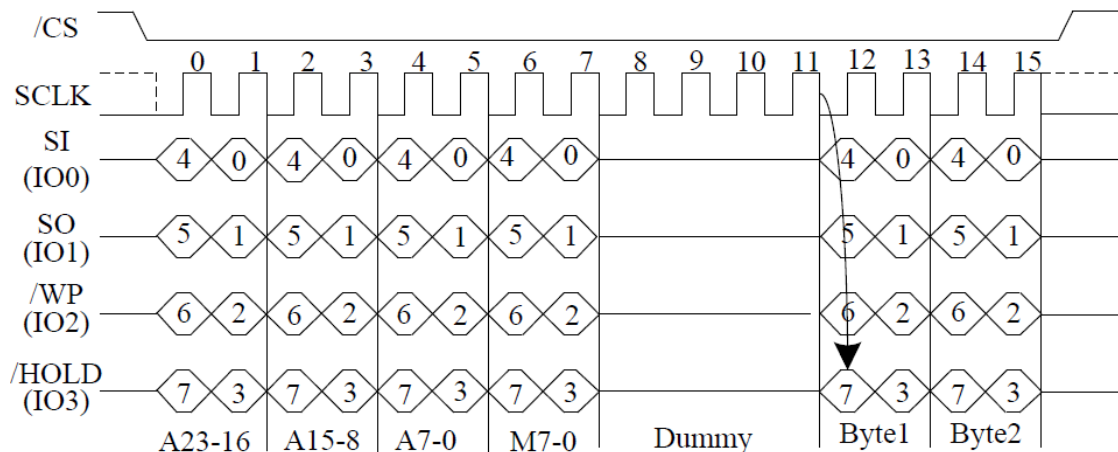 /CS
0 1 2 3 4 5 6 7 8 9 10 11 12 13 14 15
SCLK
SI
(IO0)
4 0 4 0 4 0 4 0 4 0 4 0
SO
(IO1)
5 1 5 1 5 1 5 1 5 1 5 1
/WP
(IO2)
6 2 6 2 6 2 6 2 6 2 6 2
/HOLD
(IO3)
7 3 7 3 7 3 7 3 7 3 7 3
A23-16 A15-8 A7-0 M7-0 Dummy Byte1 Byte2